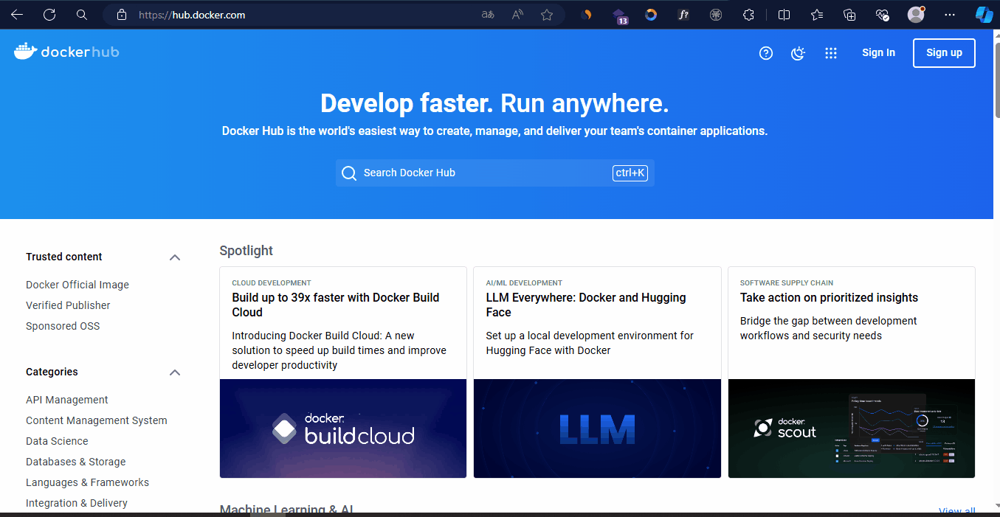 https://hub.docker.com
aあ
A
f?
13
docker hub
Sign In
Sign up
Develop faster. Run anywhere.
Docker Hub is the world's easiest way to create, manage, and deliver your team's container applications.
Search Docker Hub
ctrl+K
Trusted content
Docker Official Image
Verified Publisher
Sponsored OSS
Categories
API Management
Content Management System
Data Science
Databases & Storage
Languages & Frameworks
Integration & Delivery
Spotlight
CLOUD DEVELOPMENT
Build up to 39x faster with Docker Build
Cloud
Introducing Docker Build Cloud: A new
solution to speed up build times and improve
developer productivity
docker
buildcloud
AI/ML DEVELOPMENT
LLM Everywhere: Docker and Hugging
Face
Set up a local development environment for
Hugging Face with Docker
LLM
SOFTWARE SUPPLY CHAIN
Take action on prioritized insights
Bridge the gap between development
workflows and security needs
docker
scout
Machine Learning & AI
View all